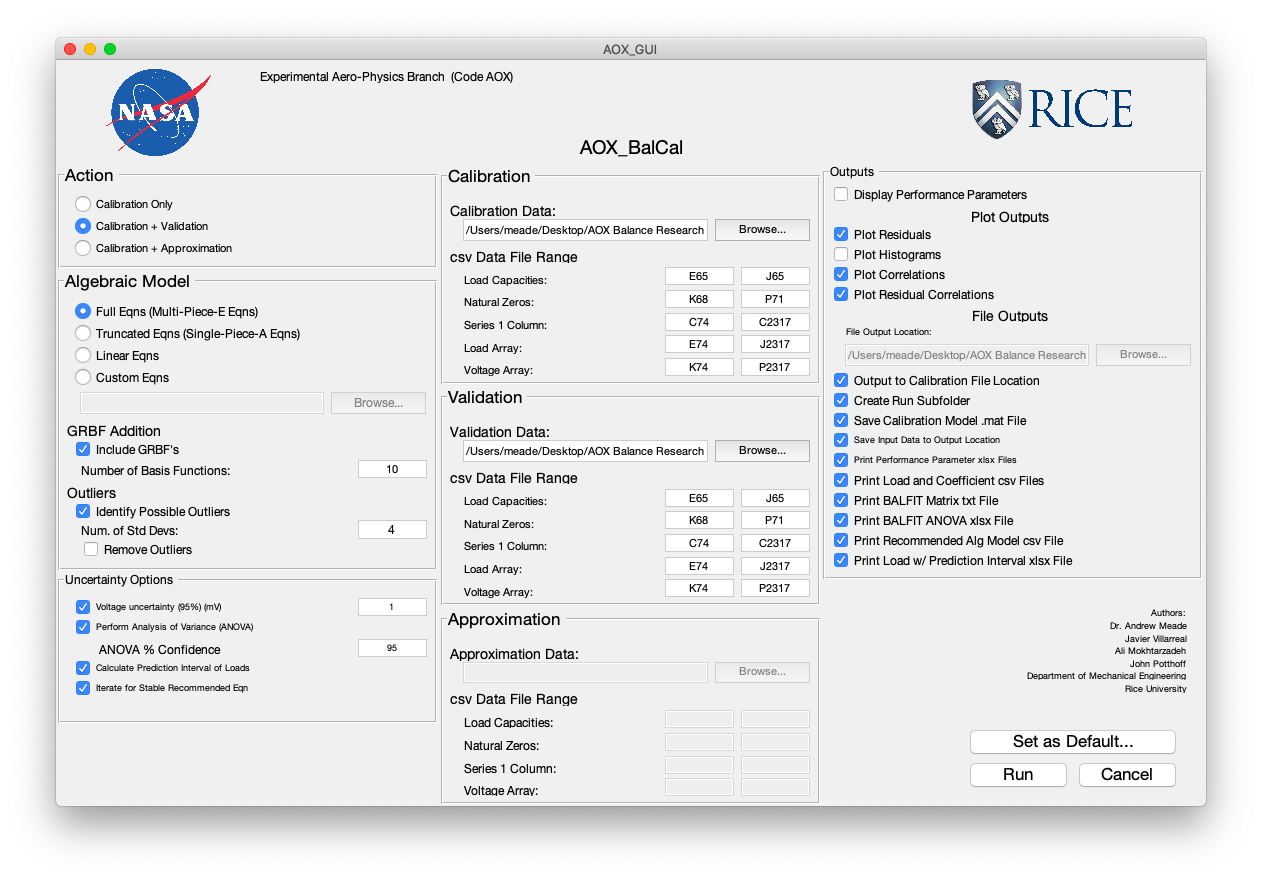 AOX_GUI
NASA
Experimental Aero-Physics Branch (Code AOX)
RICE
AOX_BalCal
Action
Calibration Only
Calibration + Validation
Calibration + Approximation
Algebraic Model
Full Eqns (Multi-Piece-E Eqns)
Truncated Eqns (Single-Piece-A Eqns)
Linear Eqns
Custom Eqns
Browse...
GRBF Addition
Include GRBF's
Number of Basis Functions: 10
Outliers
Identify Possible Outliers
Num. of Std Devs: 4
Remove Outliers
Uncertainty Options
Voltage uncertainty (95%) (mV) 1
Perform Analysis of Variance (ANOVA)
ANOVA % Confidence 95
Calculate Prediction Interval of Loads
Iterate for Stable Recommended Eqn
Calibration
Calibration Data:
/Users/meade/Desktop/AOX Balance Research Browse...
csv Data File Range
Load Capacities: E65 J65
Natural Zeros: K68 P71
Series 1 Column: C74 C2317
Load Array: E74 J2317
Voltage Array: K74 P2317
Validation
Validation Data:
/Users/meade/Desktop/AOX Balance Research Browse...
csv Data File Range
Load Capacities: E65 J65
Natural Zeros: K68 P71
Series 1 Column: C74 C2317
Load Array: E74 J2317
Voltage Array: K74 P2317
Approximation
Approximation Data:
Browse...
csv Data File Range
Load Capacities:
Natural Zeros:
Series 1 Column:
Voltage Array:
Outputs
Display Performance Parameters
Plot Outputs
Plot Residuals
Plot Histograms
Plot Correlations
Plot Residual Correlations
File Outputs
File Output Location:
/Users/meade/Desktop/AOX Balance Research Browse...
Output to Calibration File Location
Create Run Subfolder
Save Calibration Model .mat File
Save Input Data to Output Location
Print Performance Parameter xlsx Files
Print Load and Coefficient csv Files
Print BALFIT Matrix txt File
Print BALFIT ANOVA xlsx File
Print Recommended Alg Model csv File
Print Load w/ Prediction Interval xlsx File
Authors:
Dr. Andrew Meade
Javier Villarreal
Ali Mokhtarzadeh
John Potthoff
Department of Mechanical Engineering
Rice University
Set as Default...
Run Cancel